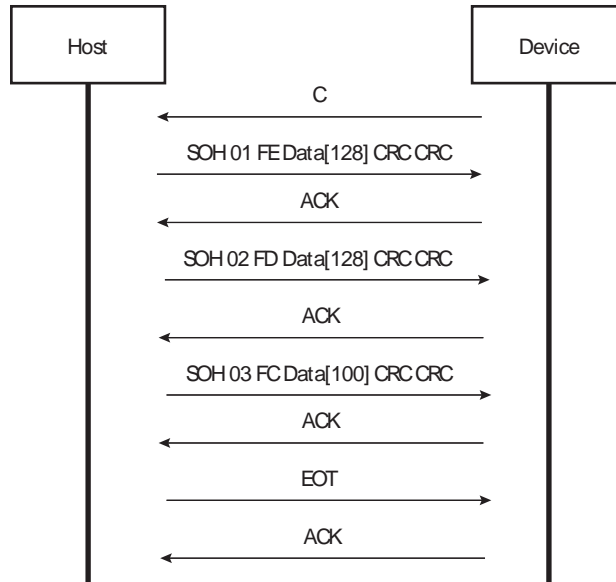 Host
Device
C
SOH 01 FE Data[128] CRC CRC
ACK
SOH 02 FD Data[128] CRC CRC
ACK
SOH 03 FC Data[100] CRC CRC
ACK
EOT
ACK